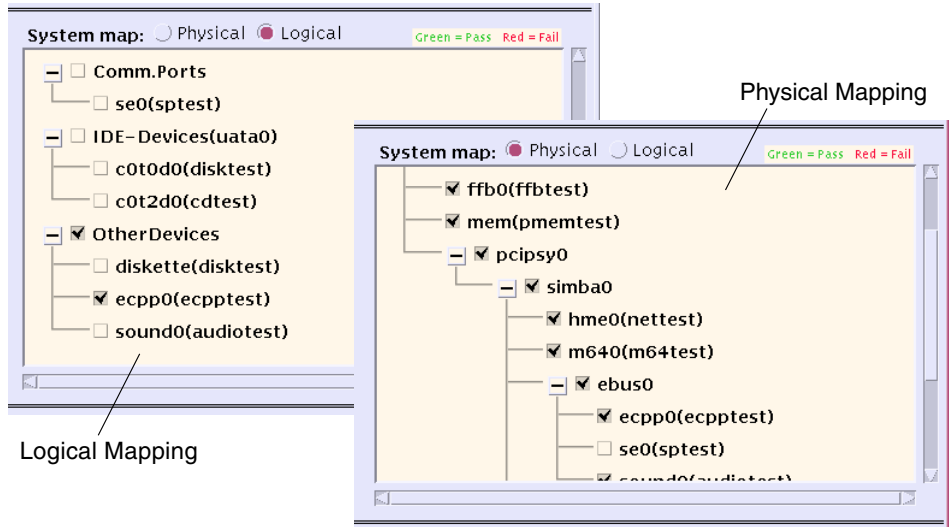 System map: Physical Logical
Green = Pass Red = Fail
Comm.Ports
se0(sptest)
IDE-Devices(uata0)
c0t0d0(disktest)
c0t2d0(cdtest)
OtherDevices
diskette(disktest)
ecpp0(ecpptest)
sound0(audiotest)
Logical Mapping
Physical Mapping
System map: Physical Logical
Green = Pass Red = Fail
ffb0(ffbtest)
mem(pmemtest)
pcipsy0
simba0
hme0(nettest)
m640(m64test)
ebus0
ecpp0(ecpptest)
se0(sptest)
sound0(audiotest)